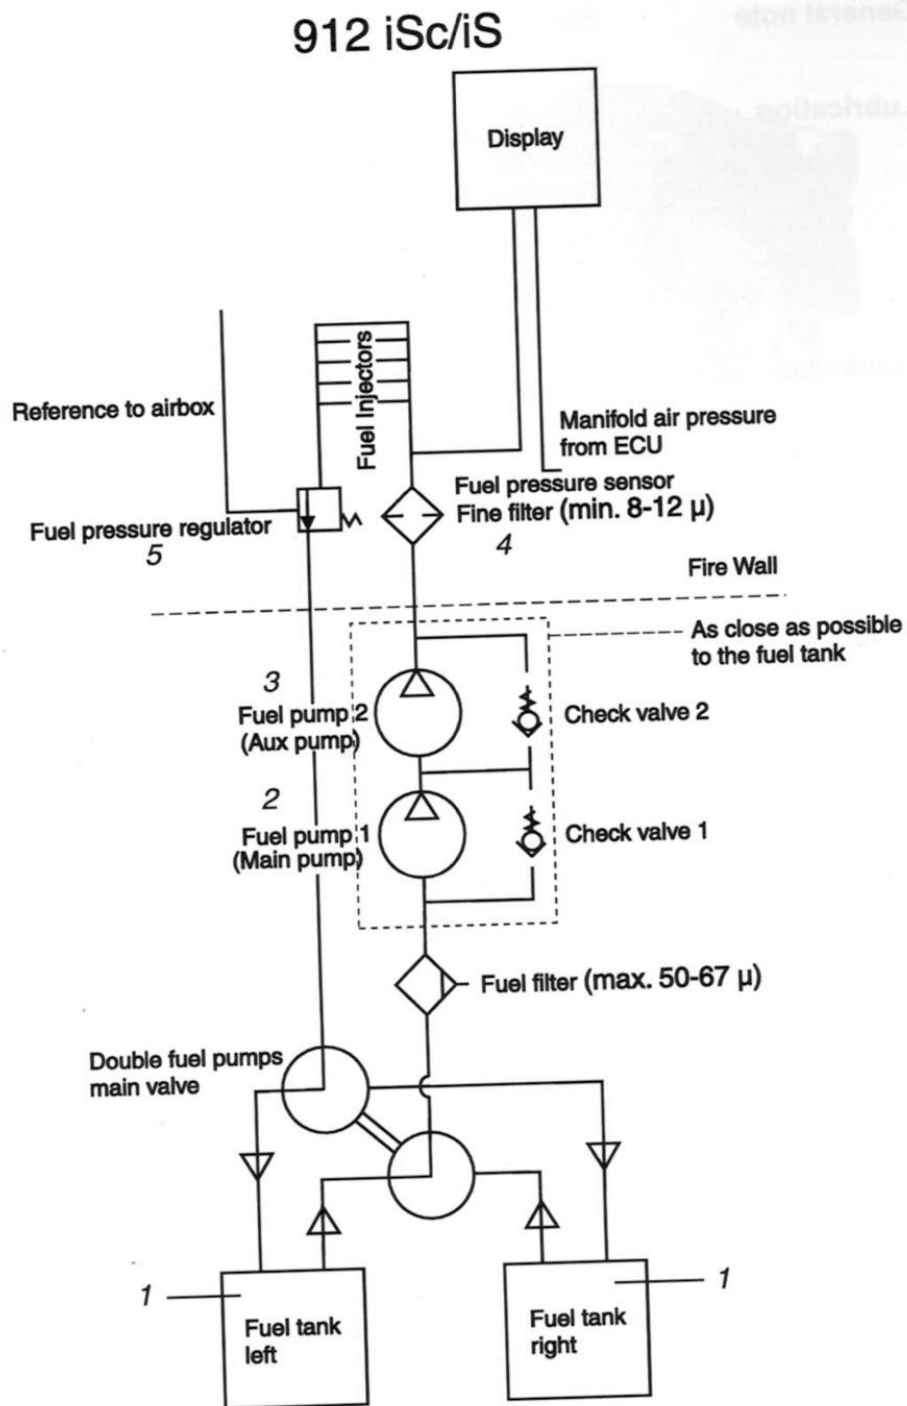 912 iSc/iS
Display
Fuel Injectors
Reference to airbox
Manifold air pressure
from ECU
Fuel pressure sensor
Fine filter (min. 8-12 µ)
4
Fuel pressure regulator
5
Fire Wall
As close as possible
to the fuel tank
3
Fuel pump 2
(Aux pump)
Check valve 2
2
Fuel pump 1
(Main pump)
Check valve 1
Fuel filter (max. 50-67 µ)
Double fuel pumps
main valve
1
Fuel tank
left
Fuel tank
right
1